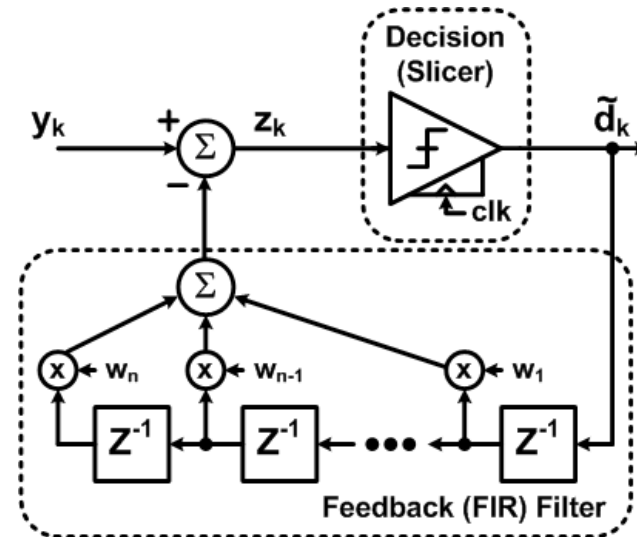 Decision
(Slicer)
yₖ
+
Σ
zₖ
d̃ₖ
−
clk
Σ
x
wₙ
x
wₙ₋₁
x
w₁
Z⁻¹
Z⁻¹
•••
Z⁻¹
Feedback (FIR) Filter